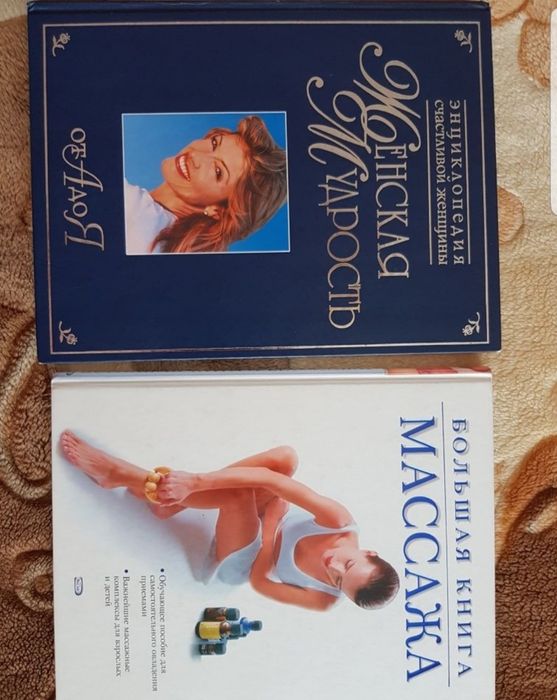 ЭНЦИКЛОПЕДИЯ
СЧАСТЛИВОЙ ЖЕНЩИНЫ
ЖЕНСКАЯ
МУДРОСТЬ
ОТ А ДО Я
БОЛЬШАЯ КНИГА
МАССАЖА
• Обучающее пособие для
самостоятельного овладения
приемами
• Важнейшие массажные
комплексы для взрослых
и детей